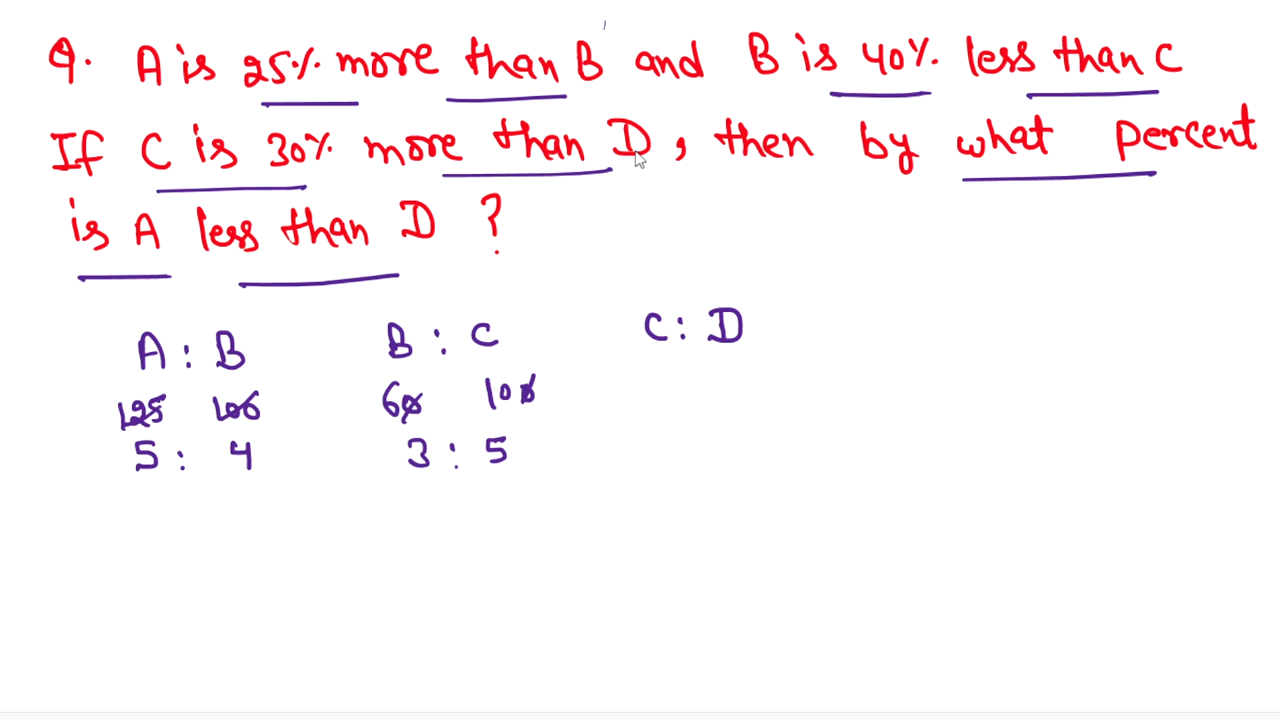 Q. A is 25% more than B and B is 40% less than C
If C is 30% more than D, then by what percent
is A less than D ?
A : B B : C C : D
125 100 60 100
5 : 4 3 : 5